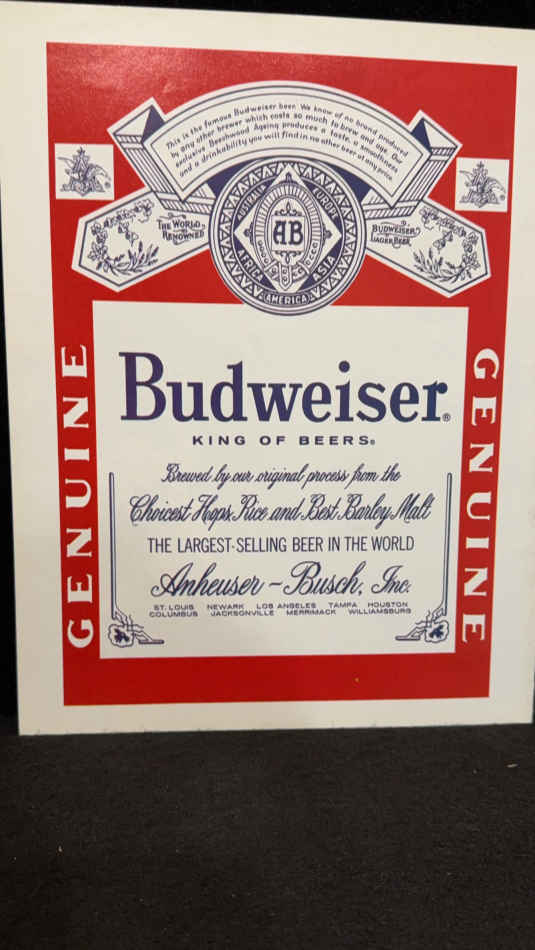 This is the famous Budweiser beer. We know of no brand produced
by any other brewer which costs so much to brew and age. Our
exclusive Beechwood Ageing produces a taste, a smoothness
and a drinkability you will find in no other beer at any price.
THE WORLD
RENOWNED
BUDWEISER
LAGER BEER
AUSTRALIA
EUROPE
AB
AFRICA
ASIA
AMERICA
GENUINE
GENUINE
Budweiser®
KING OF BEERS®
Brewed by our original process from the
Choicest Hops, Rice and Best Barley Malt
THE LARGEST-SELLING BEER IN THE WORLD
Anheuser-Busch, Inc.
ST. LOUIS NEWARK LOS ANGELES TAMPA HOUSTON
COLUMBUS JACKSONVILLE MERRIMACK WILLIAMSBURG